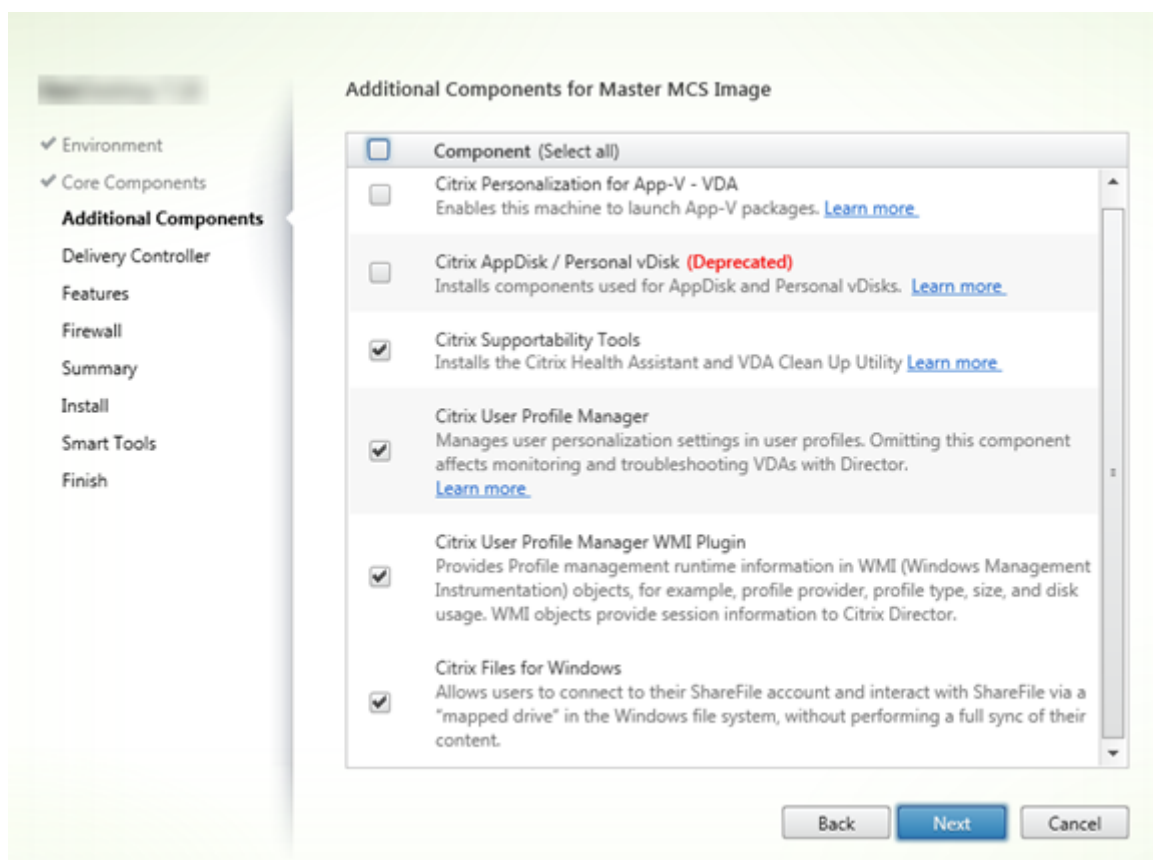 Additional Components for Master MCS Image
Environment
Core Components
Additional Components
Delivery Controller
Features
Firewall
Summary
Install
Smart Tools
Finish
Component (Select all)
Citrix Personalization for App-V - VDA
Enables this machine to launch App-V packages. Learn more
Citrix AppDisk / Personal vDisk (Deprecated)
Installs components used for AppDisk and Personal vDisks. Learn more
Citrix Supportability Tools
Installs the Citrix Health Assistant and VDA Clean Up Utility Learn more
Citrix User Profile Manager
Manages user personalization settings in user profiles. Omitting this component
affects monitoring and troubleshooting VDAs with Director.
Learn more
Citrix User Profile Manager WMI Plugin
Provides Profile management runtime information in WMI (Windows Management
Instrumentation) objects, for example, profile provider, profile type, size, and disk
usage. WMI objects provide session information to Citrix Director.
Citrix Files for Windows
Allows users to connect to their ShareFile account and interact with ShareFile via a
"mapped drive" in the Windows file system, without performing a full sync of their
content.
Back
Next
Cancel